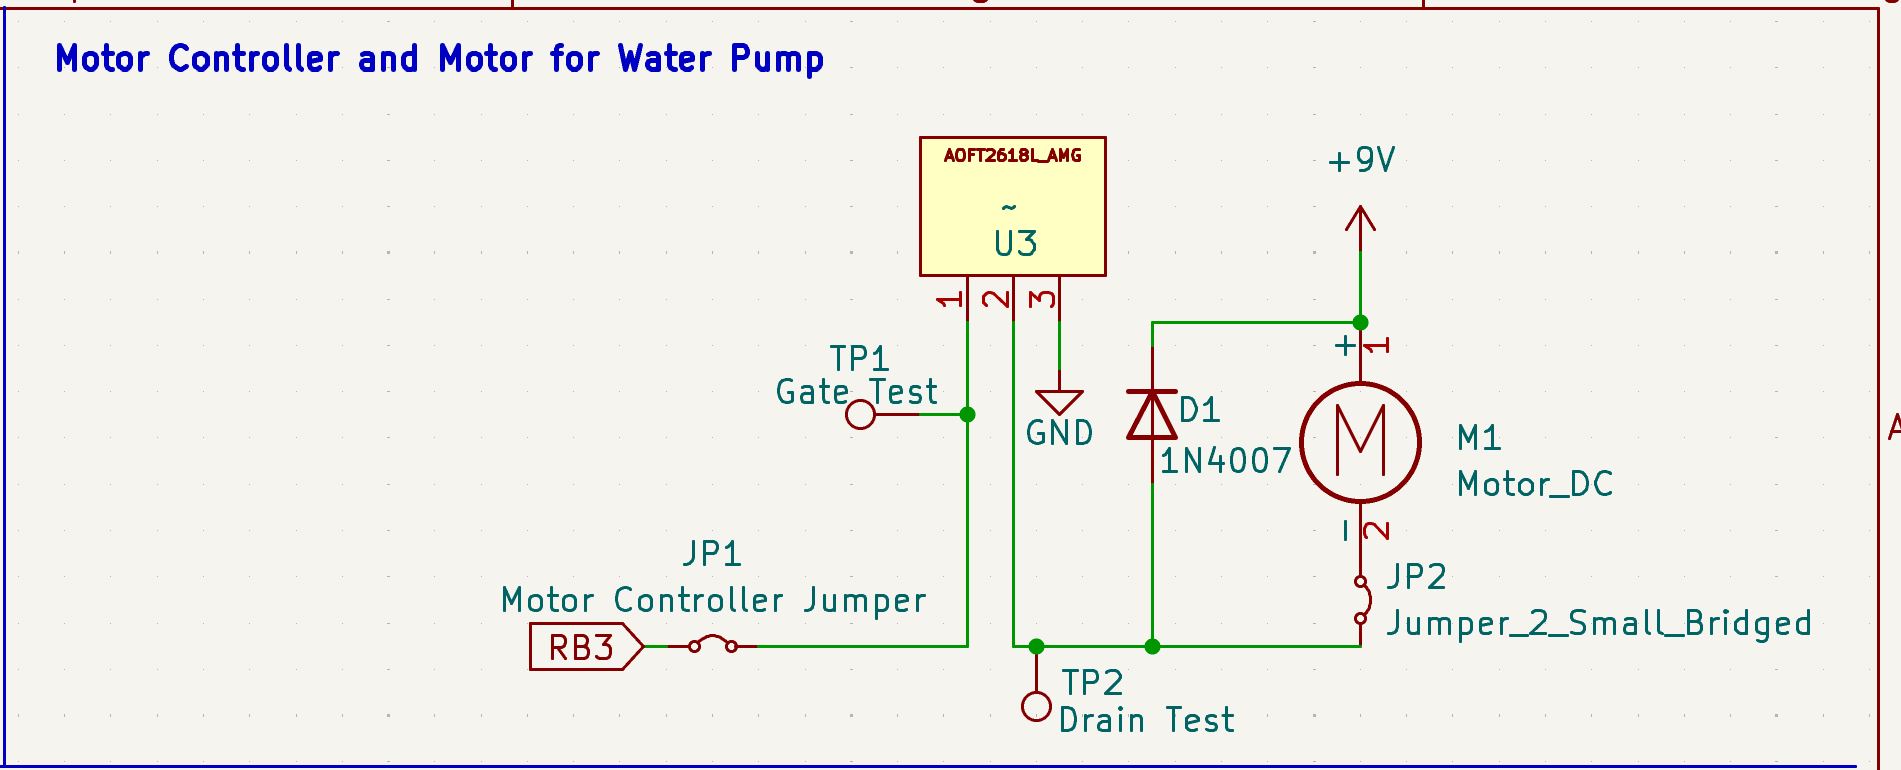 Motor Controller and Motor for Water Pump
AOFT2618L_AMG
~
U3
1
2
3
+9V
TP1
Gate Test
GND
D1
1N4007
+
1
M
M1
Motor_DC
-
2
JP1
Motor Controller Jumper
RB3
JP2
Jumper_2_Small_Bridged
TP2
Drain Test